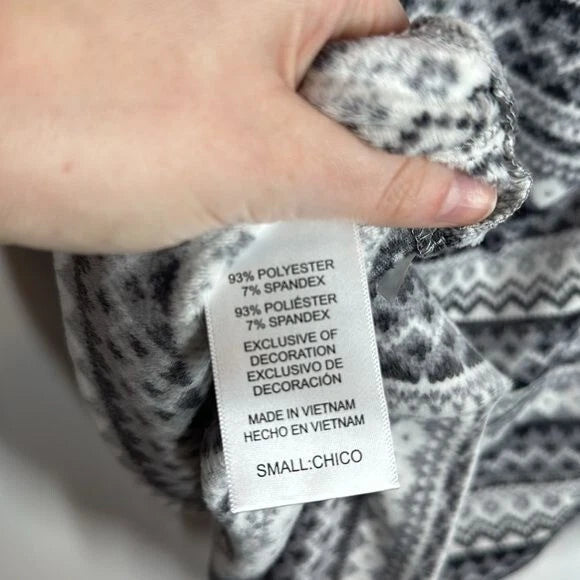 93% POLYESTER
7% SPANDEX
93% POLIÉSTER
7% SPANDEX
EXCLUSIVE OF
DECORATION
EXCLUSIVO DE
DECORACIÓN
MADE IN VIETNAM
HECHO EN VIETNAM
SMALL:CHICO